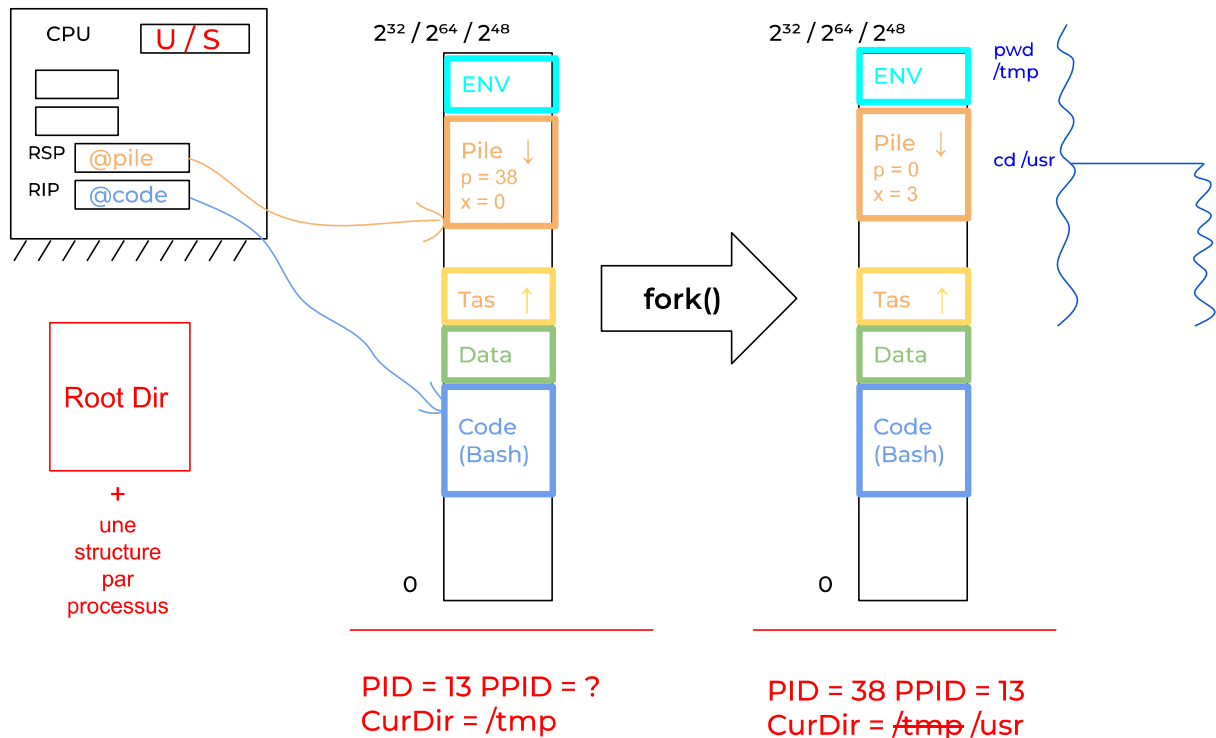 CPU
U / S
RSP
@pile
RIP
@code
Root Dir
+
une
structure
par
processus
2³² / 2⁶⁴ / 2⁴⁸
ENV
Pile ↓
p = 38
x = 0
Tas ↑
Data
Code
(Bash)
0
PID = 13 PPID = ?
CurDir = /tmp
fork()
2³² / 2⁶⁴ / 2⁴⁸
ENV
Pile ↓
p = 0
x = 3
Tas ↑
Data
Code
(Bash)
0
PID = 38 PPID = 13
CurDir = /tmp /usr
pwd
/tmp
cd /usr